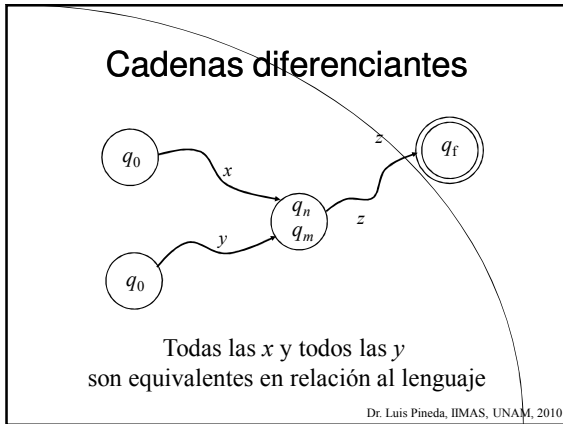 Cadenas diferenciantes
z
q0
qf
x
qn
qm
z
y
q0
Todas las x y todos las y
son equivalentes en relación al lenguaje
Dr. Luis Pineda, IIMAS, UNAM, 2010